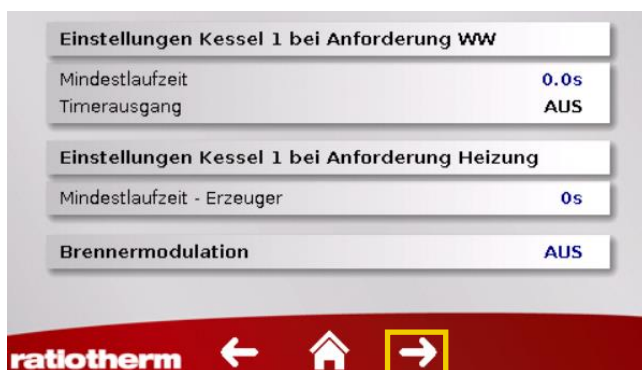 Einstellungen Kessel 1 bei Anforderung WW
Mindestlaufzeit 0.0s
Timerausgang AUS
Einstellungen Kessel 1 bei Anforderung Heizung
Mindestlaufzeit - Erzeuger 0s
Brennermodulation AUS
ratiotherm